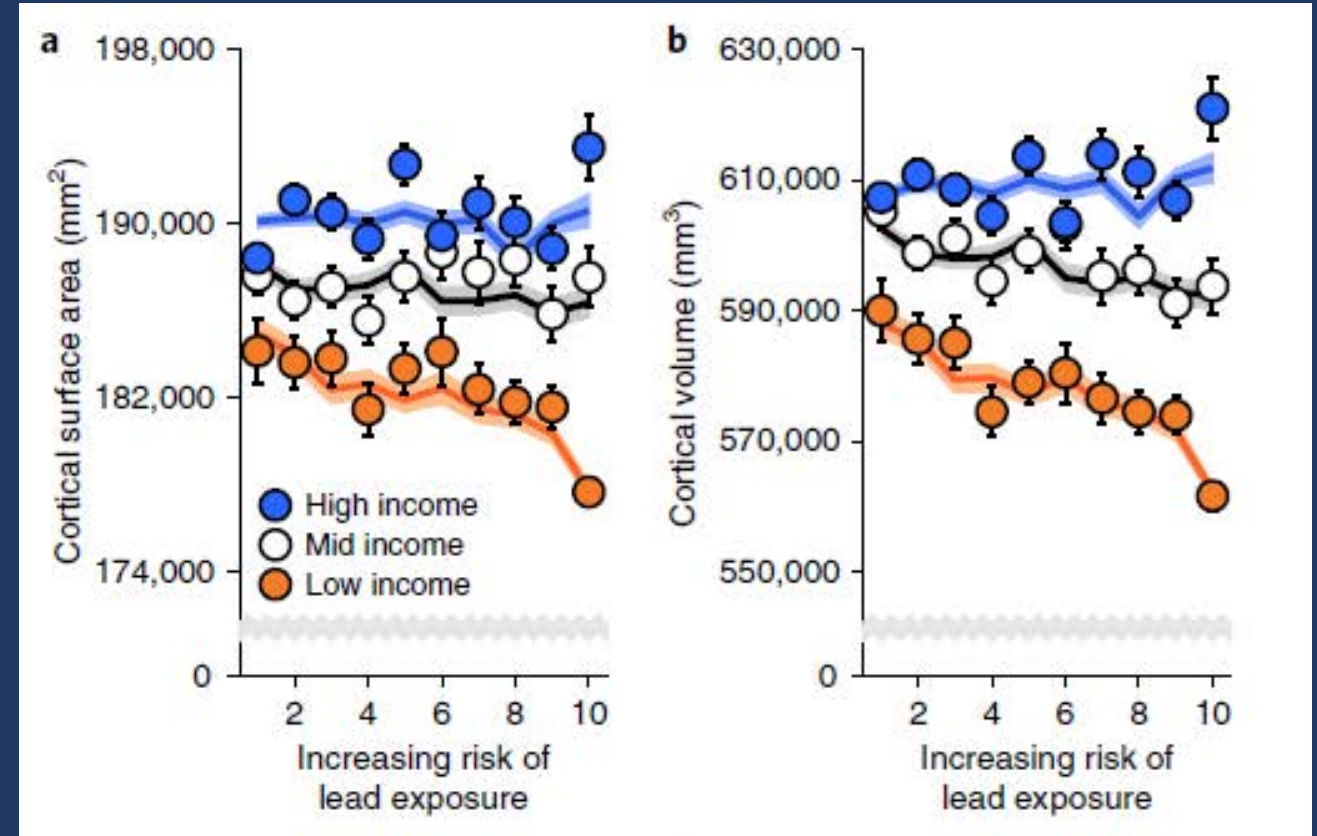 a
198,000
190,000
182,000
174,000
0
Cortical surface area (mm²)
High income
Mid income
Low income
2 4 6 8 10
Increasing risk of
lead exposure
b
630,000
610,000
590,000
570,000
550,000
0
Cortical volume (mm³)
2 4 6 8 10
Increasing risk of
lead exposure